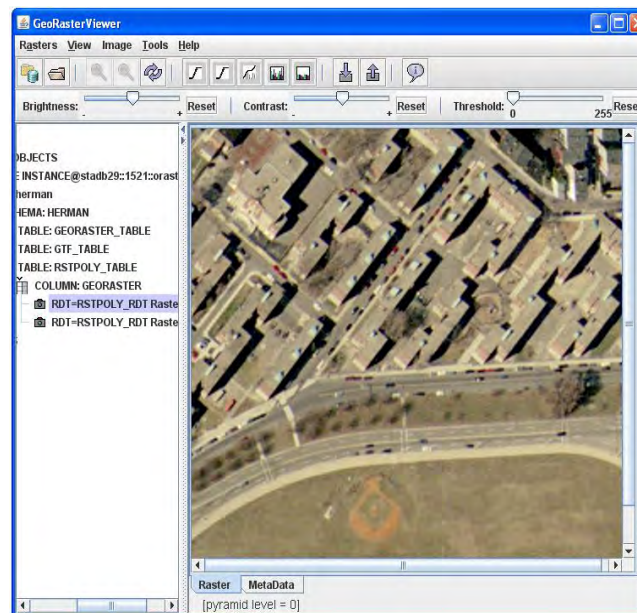 GeoRasterViewer
Rasters View Image Tools Help
Brightness: - + Reset Contrast: - + Reset Threshold: 0 255 Rese
OBJECTS
E INSTANCE@stadb29::1521::orast
herman
HEMA: HERMAN
TABLE: GEORASTER_TABLE
TABLE: GTF_TABLE
TABLE: RSTPOLY_TABLE
COLUMN: GEORASTER
RDT=RSTPOLY_RDT Raste
RDT=RSTPOLY_RDT Raste
Raster MetaData
[pyramid level = 0]